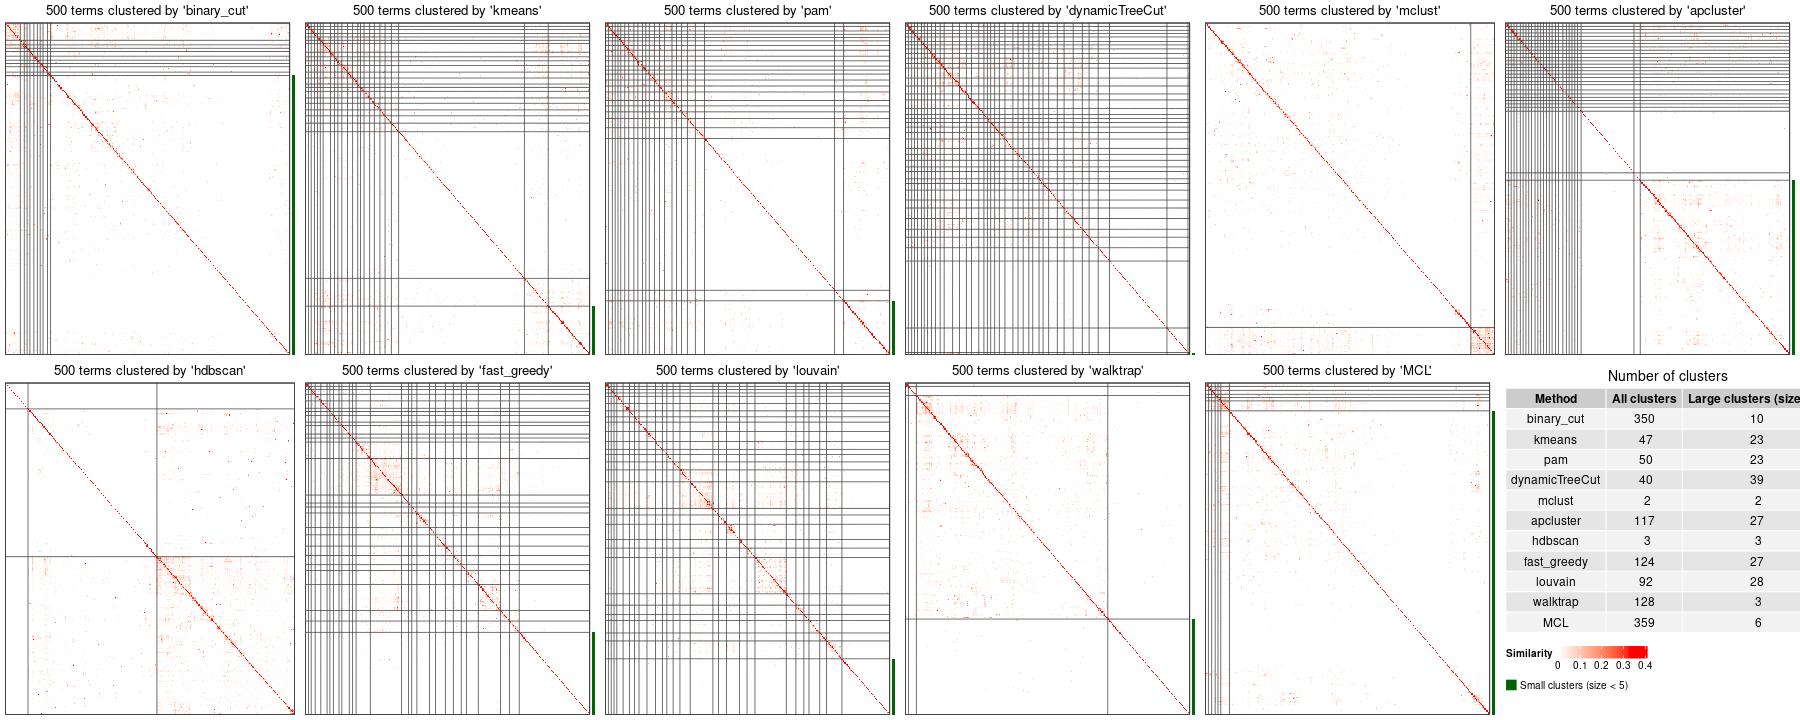 500 terms clustered by 'binary_cut'
500 terms clustered by 'kmeans'
500 terms clustered by 'pam'
500 terms clustered by 'dynamicTreeCut'
500 terms clustered by 'mclust'
500 terms clustered by 'apcluster'
500 terms clustered by 'hdbscan'
500 terms clustered by 'fast_greedy'
500 terms clustered by 'louvain'
500 terms clustered by 'walktrap'
500 terms clustered by 'MCL'
Number of clusters
Method All clusters Large clusters (size
binary_cut 350 10
kmeans 47 23
pam 50 23
dynamicTreeCut 40 39
mclust 2 2
apcluster 117 27
hdbscan 3 3
fast_greedy 124 27
louvain 92 28
walktrap 128 3
MCL 359 6
Similarity
0 0.1 0.2 0.3 0.4
Small clusters (size < 5)